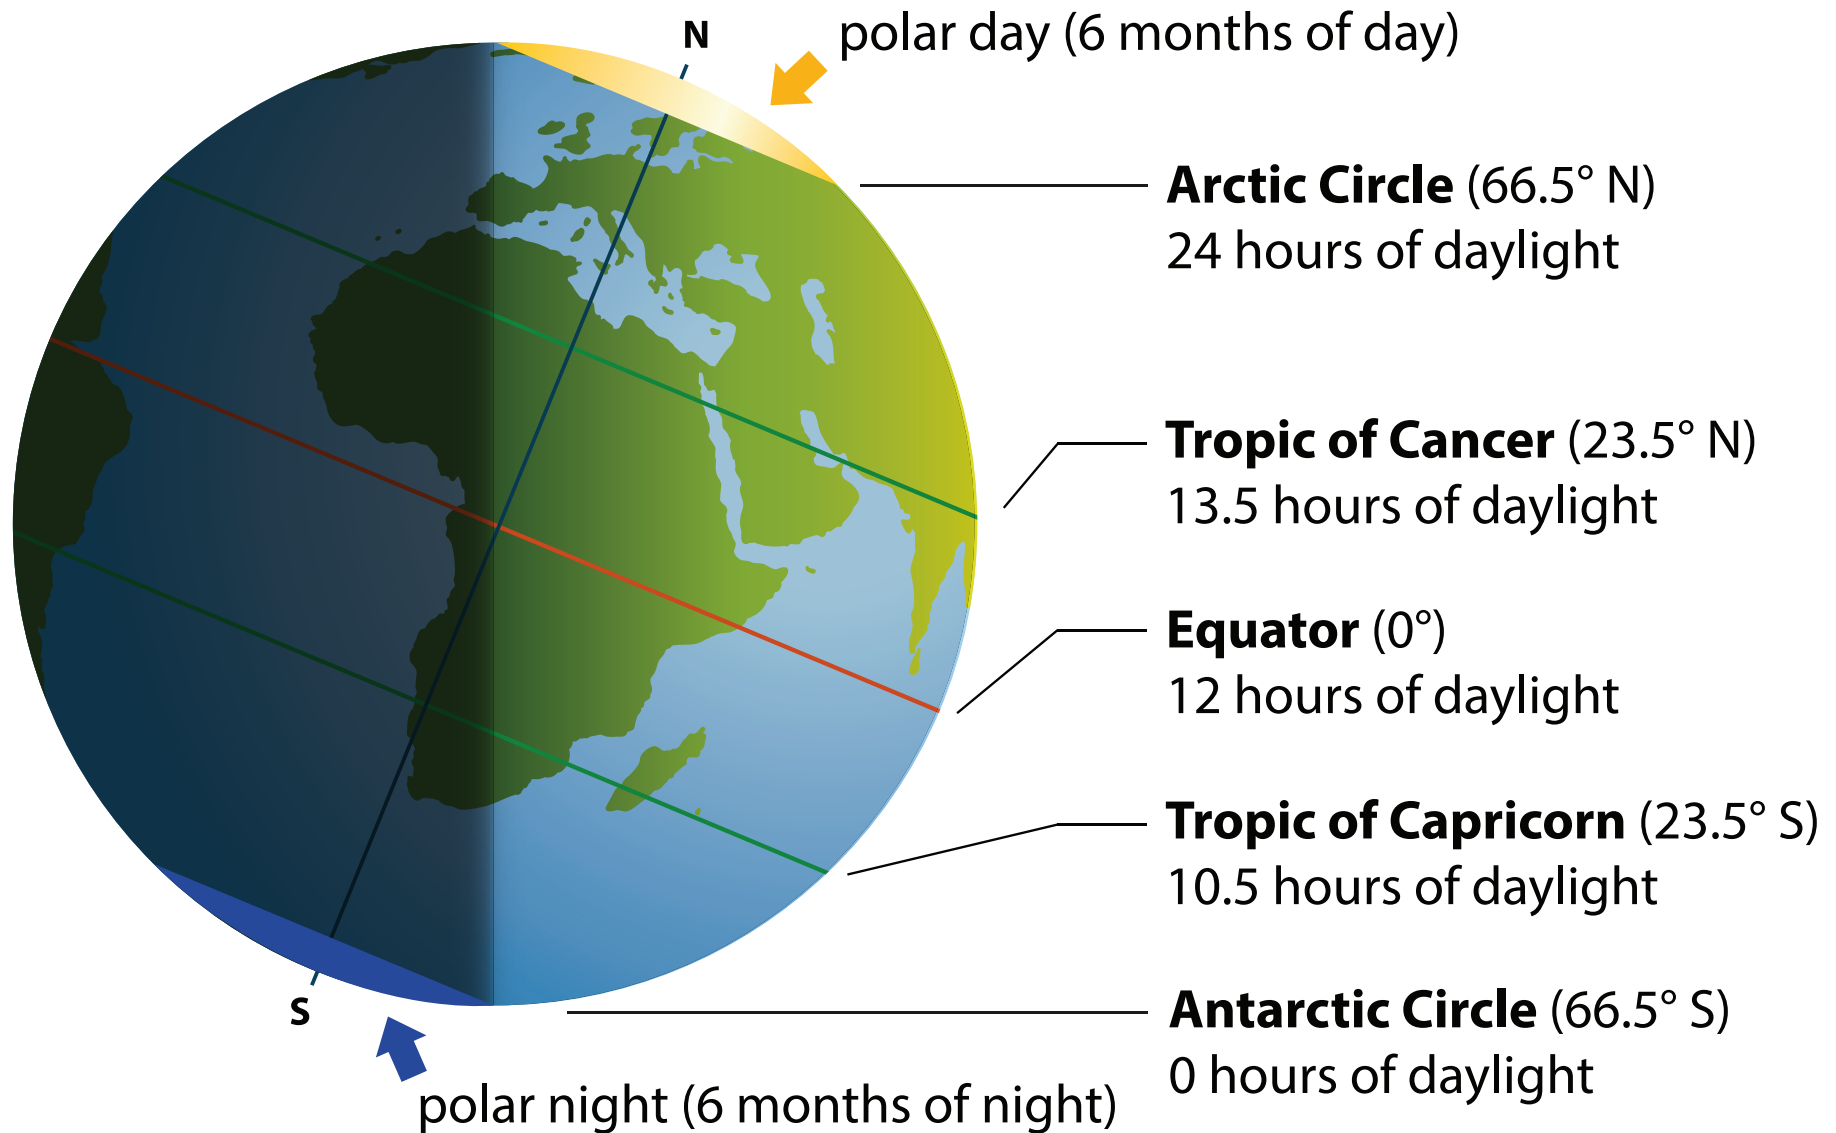 N
polar day (6 months of day)
Arctic Circle (66.5° N)
24 hours of daylight
Tropic of Cancer (23.5° N)
13.5 hours of daylight
Equator (0°)
12 hours of daylight
Tropic of Capricorn (23.5° S)
10.5 hours of daylight
Antarctic Circle (66.5° S)
0 hours of daylight
S
polar night (6 months of night)